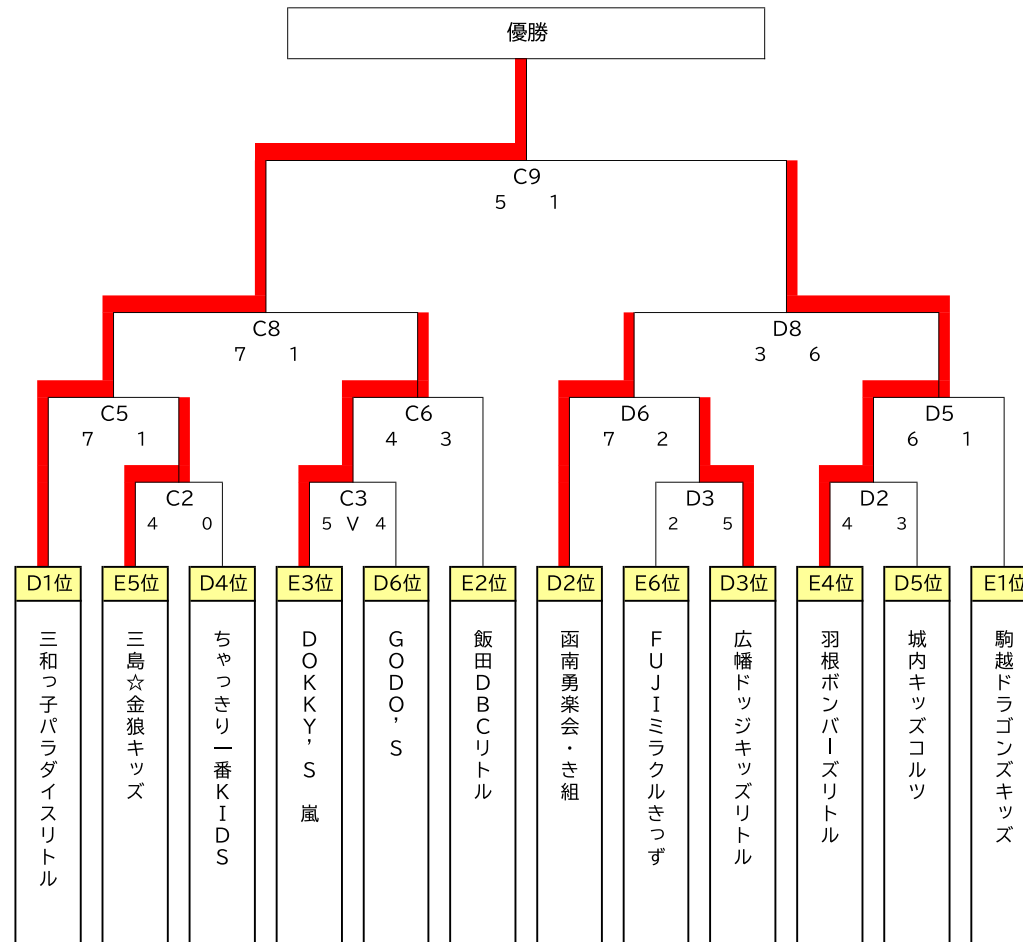 優勝
C9
5 1
C8
7 1
D8
3 6
C5
7 1
C6
4 3
D6
7 2
D5
6 1
C2
4 0
C3
5 V 4
D3
2 5
D2
4 3
D1位 E5位 D4位 E3位 D6位 E2位 D2位 E6位 D3位 E4位 D5位 E1位
三和っ子パラダイスリトル
三島☆金狼キッズ
ちゃっきり一番KIDS
DOKKY'S 嵐
GODO'S
飯田DBCリトル
函南勇楽会・き組
FUJIミラクルきっず
広幡ドッジキッズリトル
羽根ボンバーズリトル
城内キッズコルツ
駒越ドラゴンズキッズ